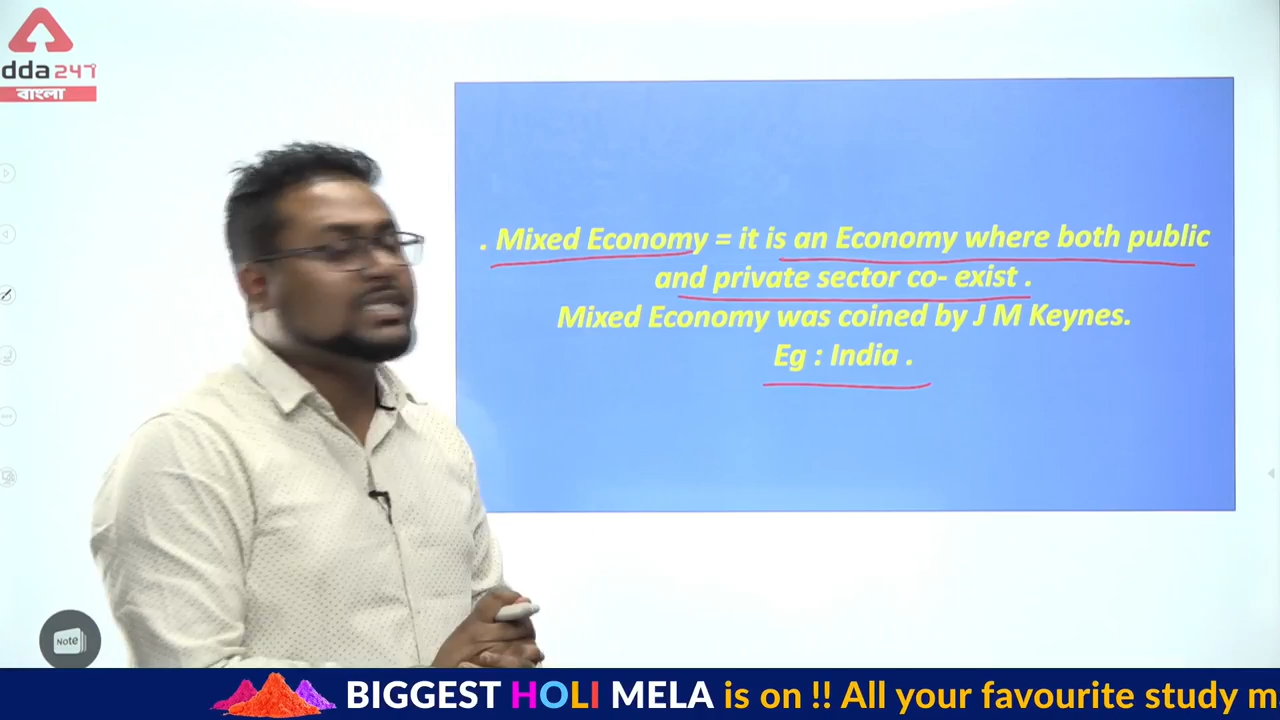 dda 247
বাংলা
. Mixed Economy = it is an Economy where both public
and private sector co- exist .
Mixed Economy was coined by J M Keynes.
Eg : India .
Note
BIGGEST HOLI MELA is on !! All your favourite study m